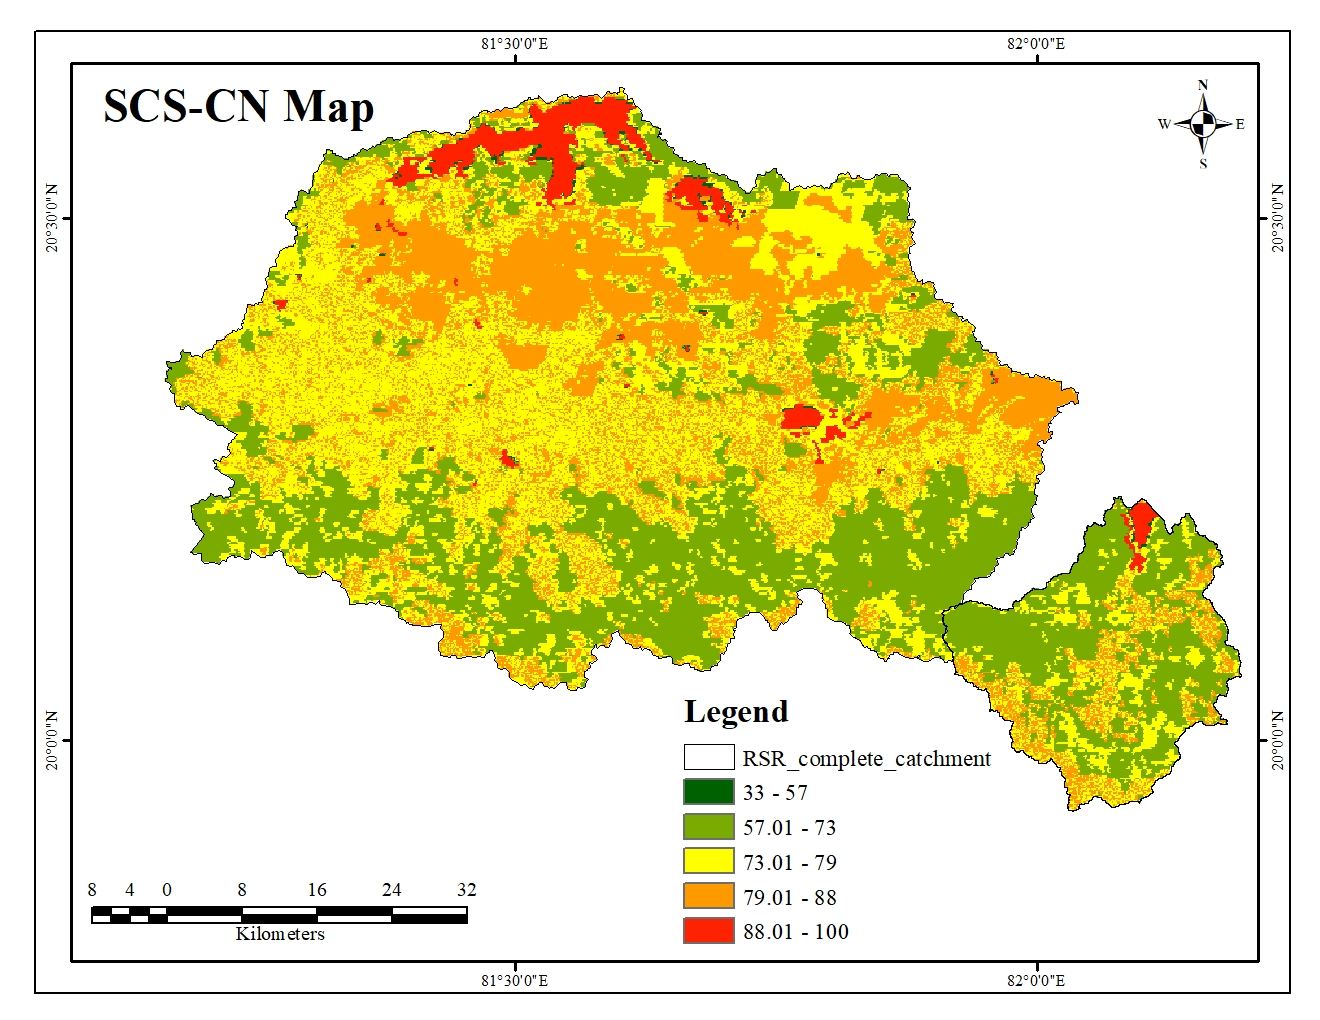 81°30'0"E
82°0'0"E
SCS-CN Map
N
W
E
S
20°30'0"N
20°30'0"N
20°0'0"N
20°0'0"N
Legend
RSR_complete_catchment
33 - 57
57.01 - 73
73.01 - 79
79.01 - 88
88.01 - 100
8 4 0 8 16 24 32
Kilometers
81°30'0"E
82°0'0"E